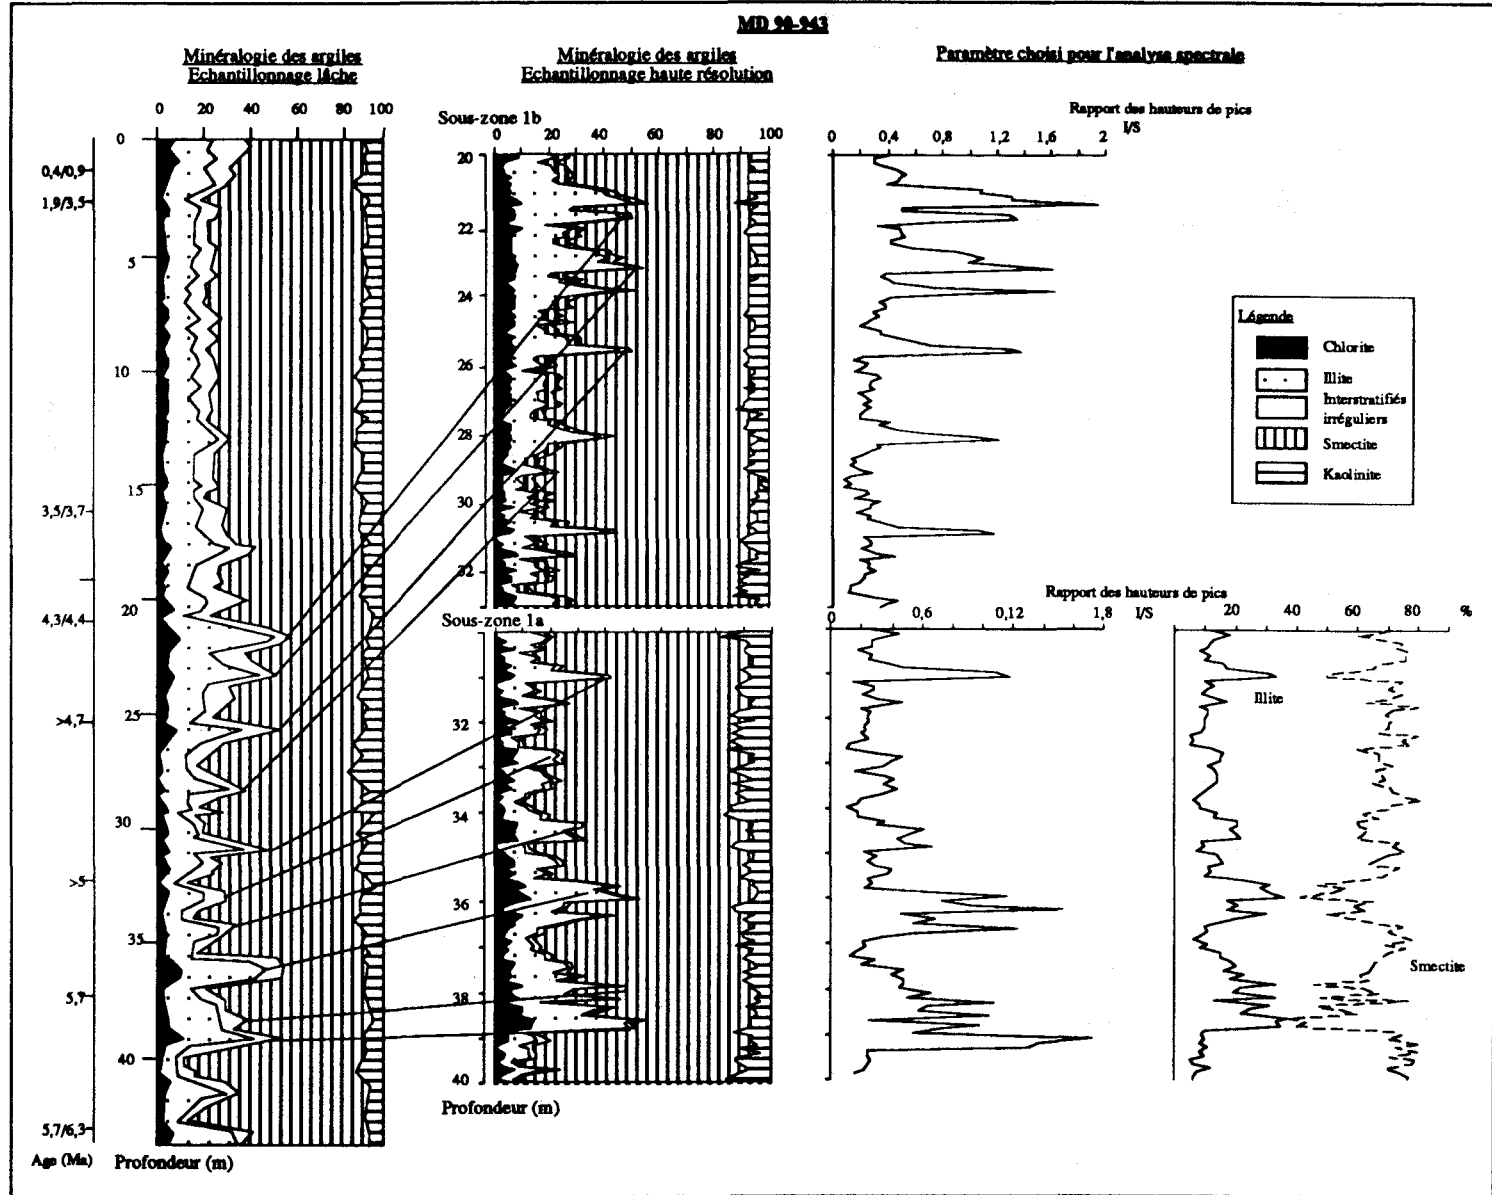 MD 90-943
Minéralogie des argiles
Echantillonnage lâche
Minéralogie des argiles
Echantillonnage haute résolution
Paramètre choisi pour l'analyse spectrale
0 20 40 60 80 100
Sous-zone 1b
0 20 40 60 80 100
Rapport des hauteurs de pics
I/S
0 0,4 0,8 1,2 1,6 2
0
5
10
15
20
25
30
35
40
0,4/0,9
1,9/3,5
3,5/3,7
4,3/4,4
>4,7
>5
5,7
5,7/6,3
Age (Ma)
Profondeur (m)
20
22
24
26
28
30
32
Sous-zone 1a
32
34
36
38
40
Profondeur (m)
Légende
Chlorite
Illite
Interstratifiés
irréguliers
Smectite
Kaolinite
Rapport des hauteurs de pics
0 0,6 0,12 1,8 I/S
20 40 60 80 %
Illite
Smectite